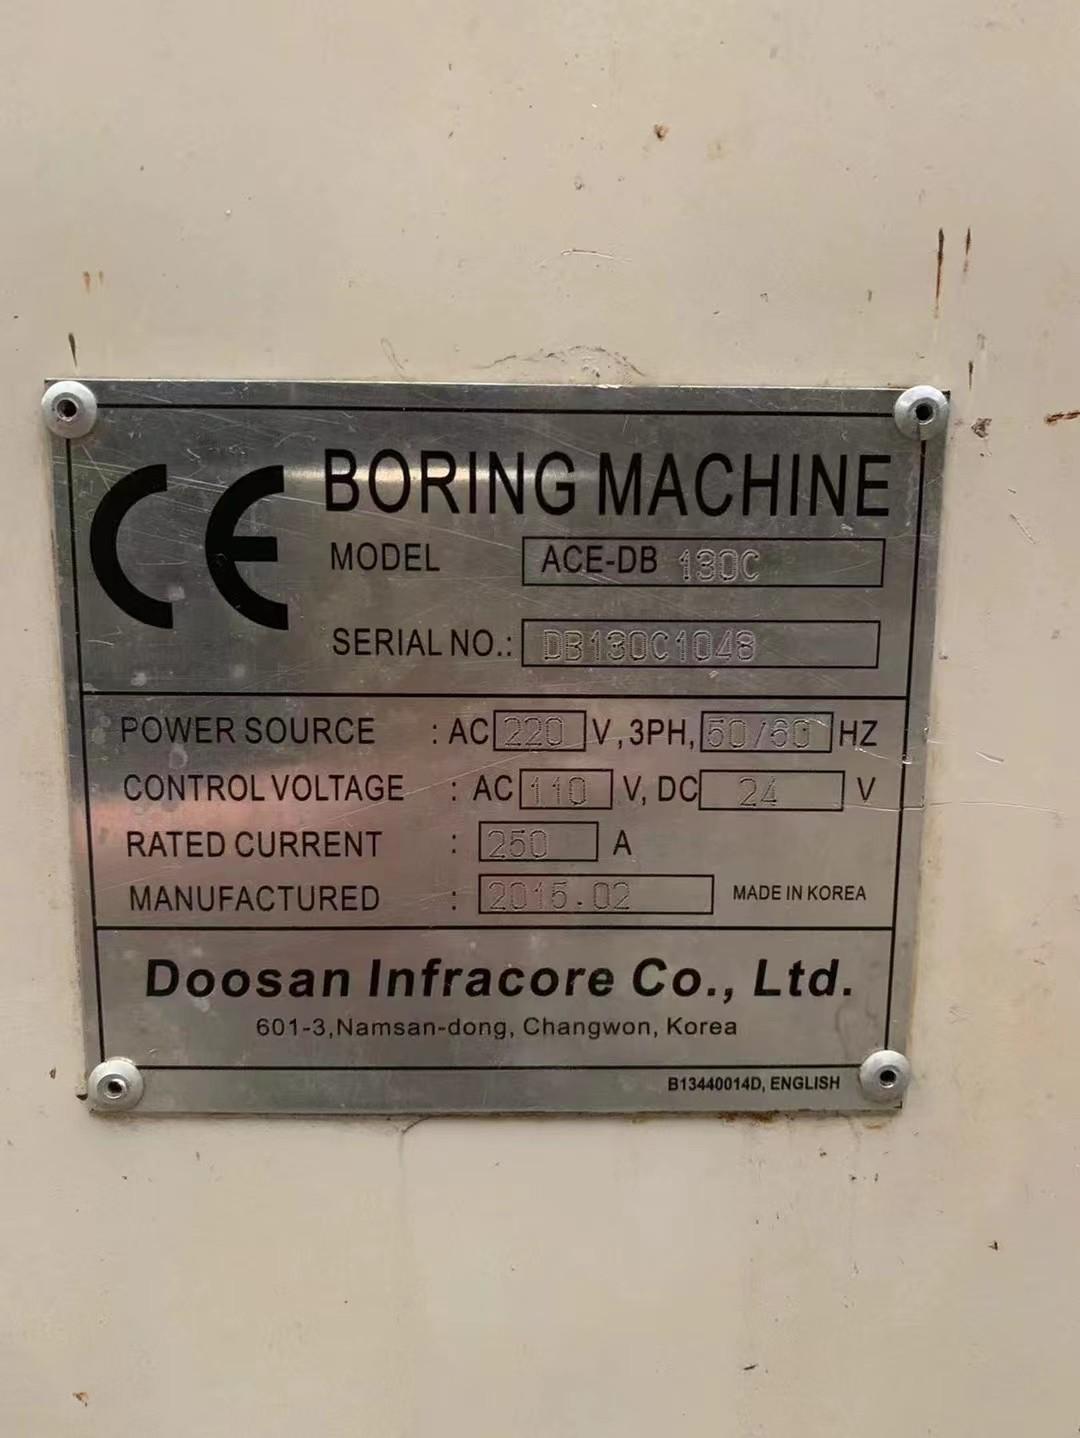 CE BORING MACHINE
MODEL ACE-DB 130C
SERIAL NO.: DB130C1048
POWER SOURCE : AC 220 V, 3PH, 50/60 HZ
CONTROL VOLTAGE : AC 110 V, DC 24 V
RATED CURRENT : 250 A
MANUFACTURED : 2015.02 MADE IN KOREA
Doosan Infracore Co., Ltd.
601-3,Namsan-dong, Changwon, Korea
B13440014D, ENGLISH